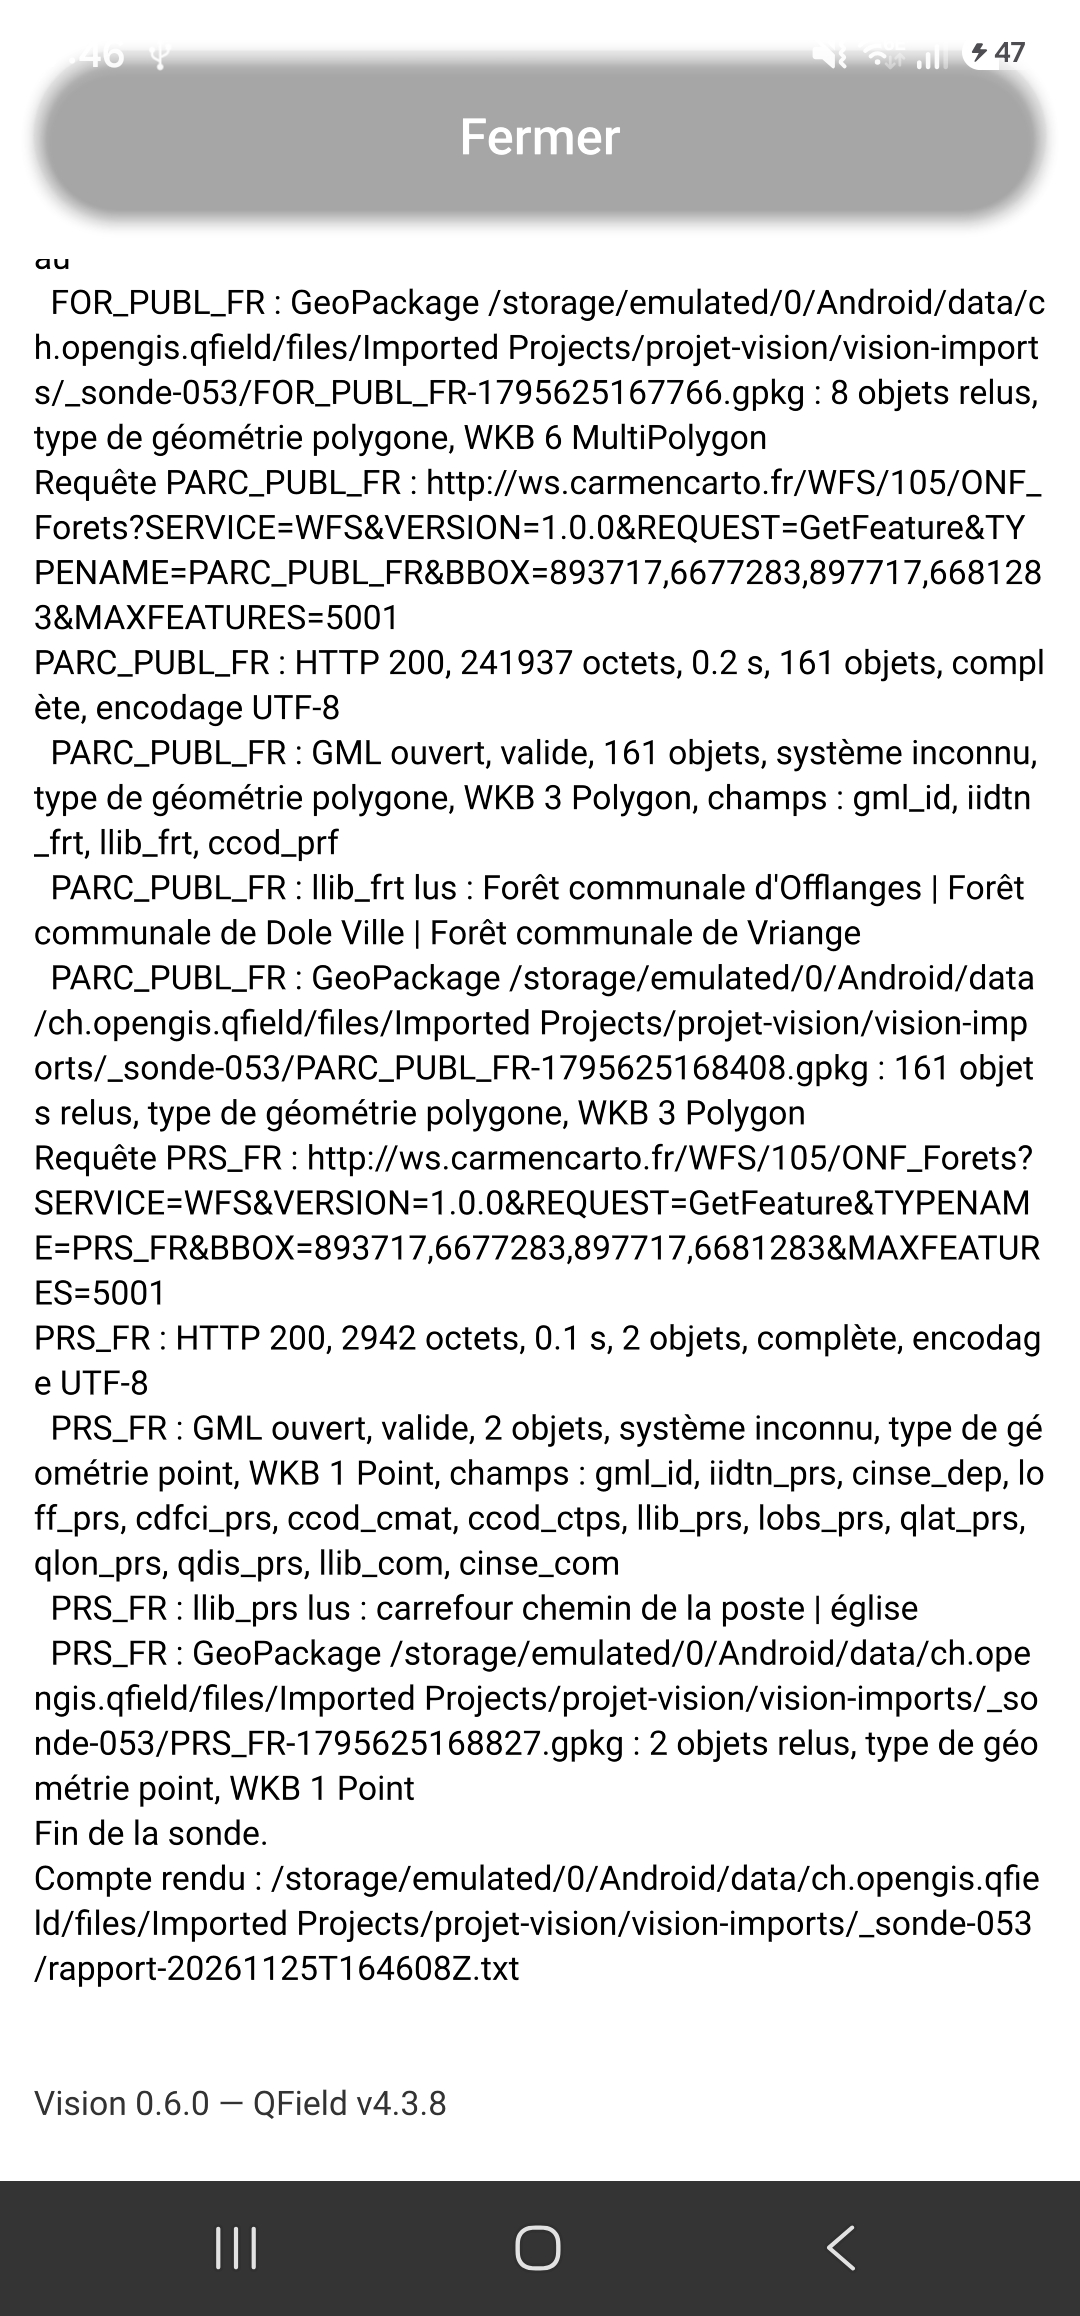 :46
47
Fermer
au
FOR_PUBL_FR : GeoPackage /storage/emulated/0/Android/data/c
h.opengis.qfield/files/Imported Projects/projet-vision/vision-import
s/_sonde-053/FOR_PUBL_FR-1795625167766.gpkg : 8 objets relus,
type de géométrie polygone, WKB 6 MultiPolygon
Requête PARC_PUBL_FR : http://ws.carmencarto.fr/WFS/105/ONF_
Forets?SERVICE=WFS&VERSION=1.0.0&REQUEST=GetFeature&TY
PENAME=PARC_PUBL_FR&BBOX=893717,6677283,897717,668128
3&MAXFEATURES=5001
PARC_PUBL_FR : HTTP 200, 241937 octets, 0.2 s, 161 objets, compl
ète, encodage UTF-8
PARC_PUBL_FR : GML ouvert, valide, 161 objets, système inconnu,
type de géométrie polygone, WKB 3 Polygon, champs : gml_id, iidtn
_frt, llib_frt, ccod_prf
PARC_PUBL_FR : llib_frt lus : Forêt communale d'Offlanges | Forêt
communale de Dole Ville | Forêt communale de Vriange
PARC_PUBL_FR : GeoPackage /storage/emulated/0/Android/data
/ch.opengis.qfield/files/Imported Projects/projet-vision/vision-imp
orts/_sonde-053/PARC_PUBL_FR-1795625168408.gpkg : 161 objet
s relus, type de géométrie polygone, WKB 3 Polygon
Requête PRS_FR : http://ws.carmencarto.fr/WFS/105/ONF_Forets?
SERVICE=WFS&VERSION=1.0.0&REQUEST=GetFeature&TYPENAM
E=PRS_FR&BBOX=893717,6677283,897717,6681283&MAXFEATUR
ES=5001
PRS_FR : HTTP 200, 2942 octets, 0.1 s, 2 objets, complète, encodag
e UTF-8
PRS_FR : GML ouvert, valide, 2 objets, système inconnu, type de gé
ométrie point, WKB 1 Point, champs : gml_id, iidtn_prs, cinse_dep, lo
ff_prs, cdfci_prs, ccod_cmat, ccod_ctps, llib_prs, lobs_prs, qlat_prs,
qlon_prs, qdis_prs, llib_com, cinse_com
PRS_FR : llib_prs lus : carrefour chemin de la poste | église
PRS_FR : GeoPackage /storage/emulated/0/Android/data/ch.ope
ngis.qfield/files/Imported Projects/projet-vision/vision-imports/_so
nde-053/PRS_FR-1795625168827.gpkg : 2 objets relus, type de géo
métrie point, WKB 1 Point
Fin de la sonde.
Compte rendu : /storage/emulated/0/Android/data/ch.opengis.qfie
ld/files/Imported Projects/projet-vision/vision-imports/_sonde-053
/rapport-20261125T164608Z.txt
Vision 0.6.0 — QField v4.3.8